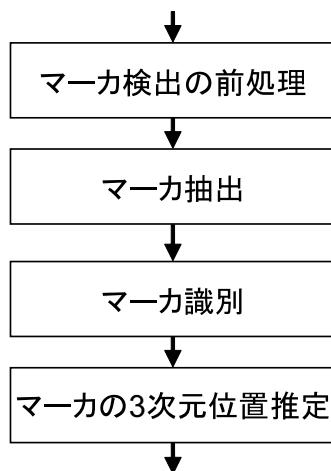 マーカ検出の前処理
マーカ抽出
マーカ識別
マーカの3次元位置推定